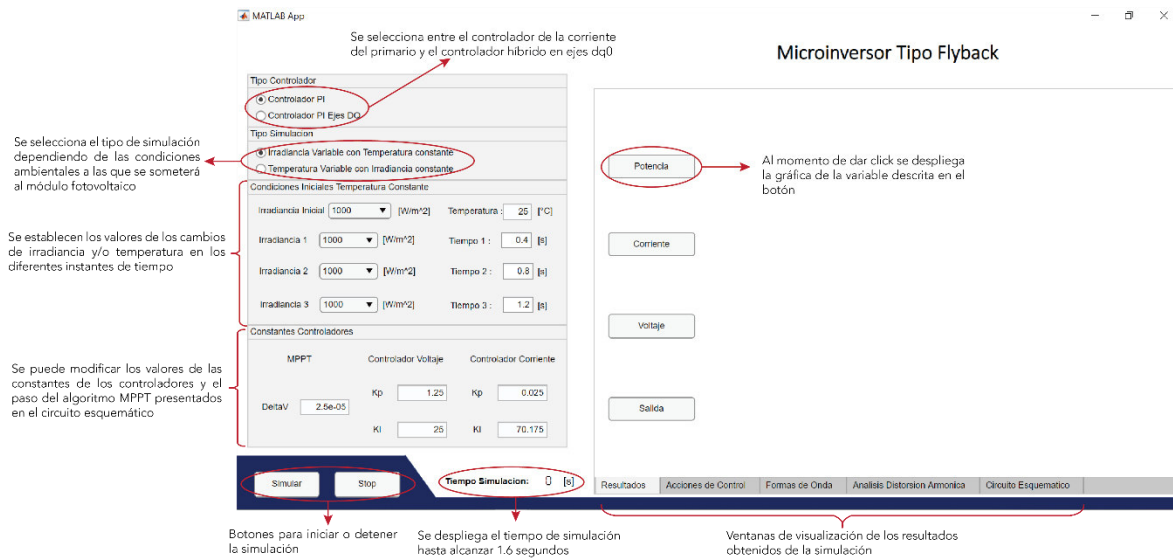 MATLAB App
Se selecciona entre el controlador de la corriente
del primario y el controlador híbrido en ejes dq0
Microinversor Tipo Flyback
Tipo Controlador
Controlador PI
Controlador PI Ejes DQ
Tipo Simulacion
Irradiancia Variable con Temperatura constante
Temperatura Variable con Irradiancia constante
Se selecciona el tipo de simulación
dependiendo de las condiciones
ambientales a las que se someterá
al módulo fotovoltaico
Condiciones Iniciales Temperatura Constante
Irradiancia Inicial 1000 [W/m^2] Temperatura : 25 [°C]
Irradiancia 1 1000 [W/m^2] Tiempo 1 : 0.4 [s]
Irradiancia 2 1000 [W/m^2] Tiempo 2 : 0.8 [s]
Irradiancia 3 1000 [W/m^2] Tiempo 3 : 1.2 [s]
Se establecen los valores de los cambios
de irradiancia y/o temperatura en los
diferentes instantes de tiempo
Constantes Controladores
MPPT Controlador Voltaje Controlador Corriente
Kp 1.25 Kp 0.025
DeltaV 2.5e-05
KI 25 KI 70.175
Se puede modificar los valores de las
constantes de los controladores y el
paso del algoritmo MPPT presentados
en el circuito esquemático
Potencia
Al momento de dar click se despliega
la gráfica de la variable descrita en el
botón
Corriente
Voltaje
Salida
Simular Stop Tiempo Simulacion: 0 [s]
Resultados Acciones de Control Formas de Onda Analisis Distorsion Armonica Circuito Esquematico
Botones para iniciar o detener
la simulación
Se despliega el tiempo de simulación
hasta alcanzar 1.6 segundos
Ventanas de visualización de los resultados
obtenidos de la simulación